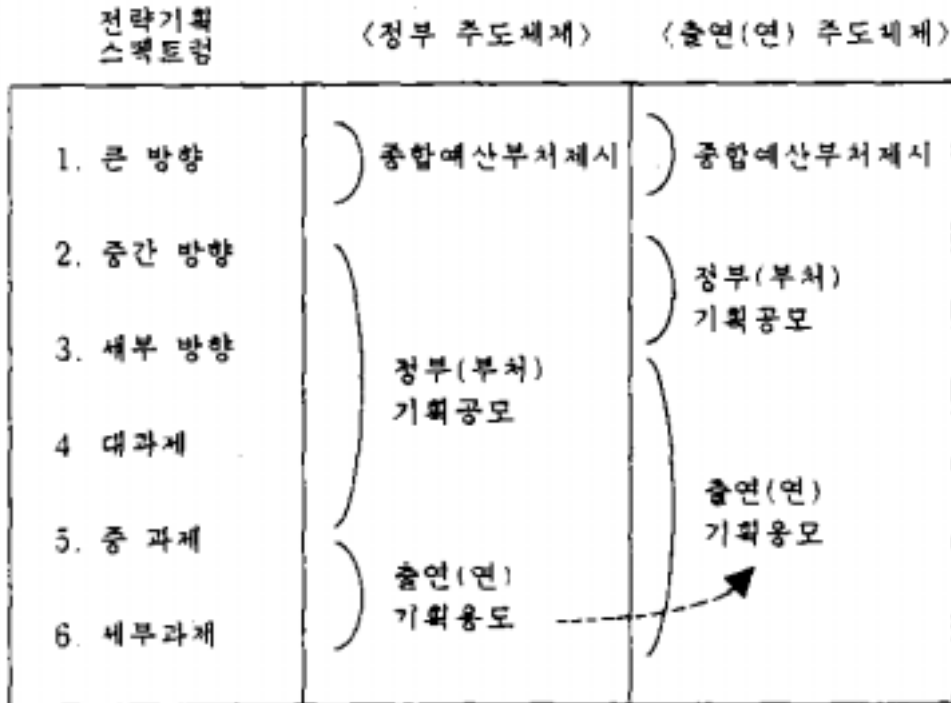 전략기획
스펙트럼
<정부 주도체제>
<출연(연) 주도체제>
1. 큰 방향
종합예산부처제시
종합예산부처제시
2. 중간 방향
정부(부처)
기획공모
3. 세부 방향
정부(부처)
기획공모
4 대과제
출연(연)
기획응모
5. 중 과제
출연(연)
기획용도
6. 세부과제